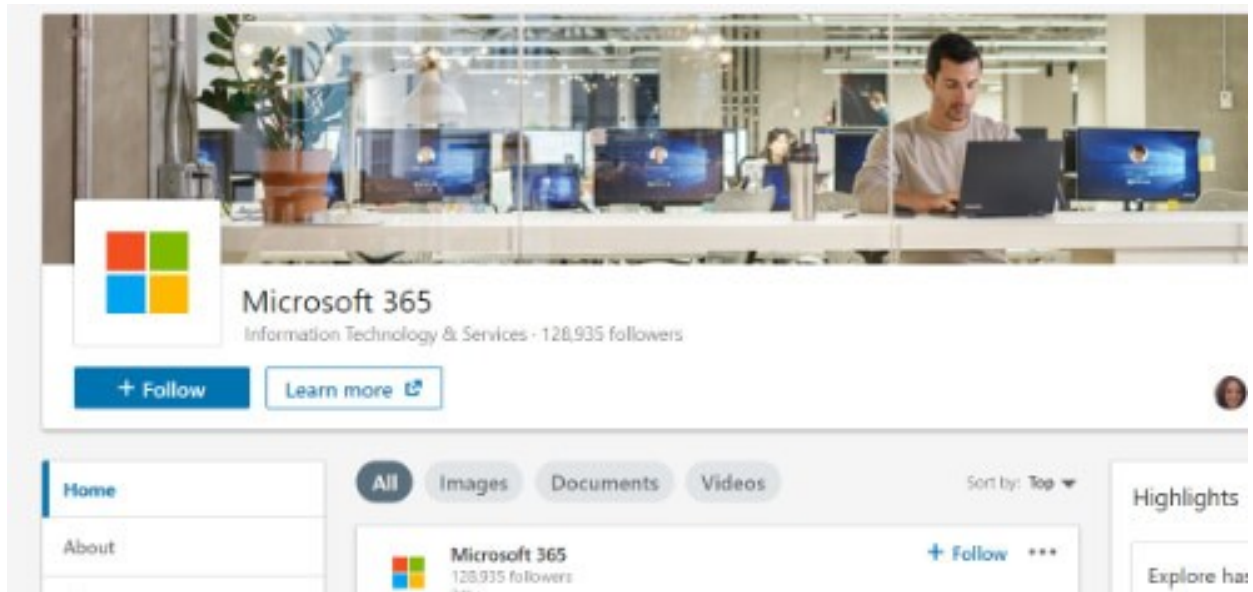 Microsoft 365
Information Technology & Services · 128,935 followers
+ Follow
Learn more
Home
About
All
Images
Documents
Videos
Sort by: Top
Microsoft 365
128,935 followers
+ Follow
Highlights
Explore has